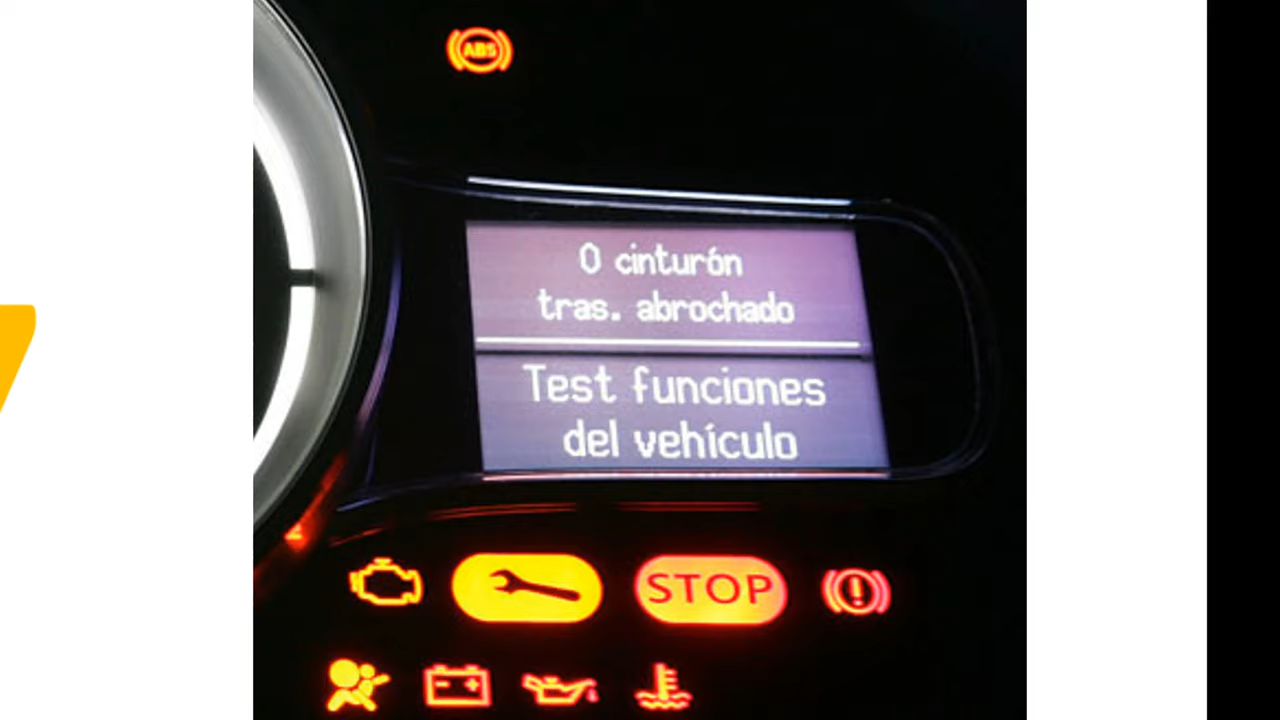 ABS
0 cinturón
tras. abrochado
Test funciones
del vehículo
STOP